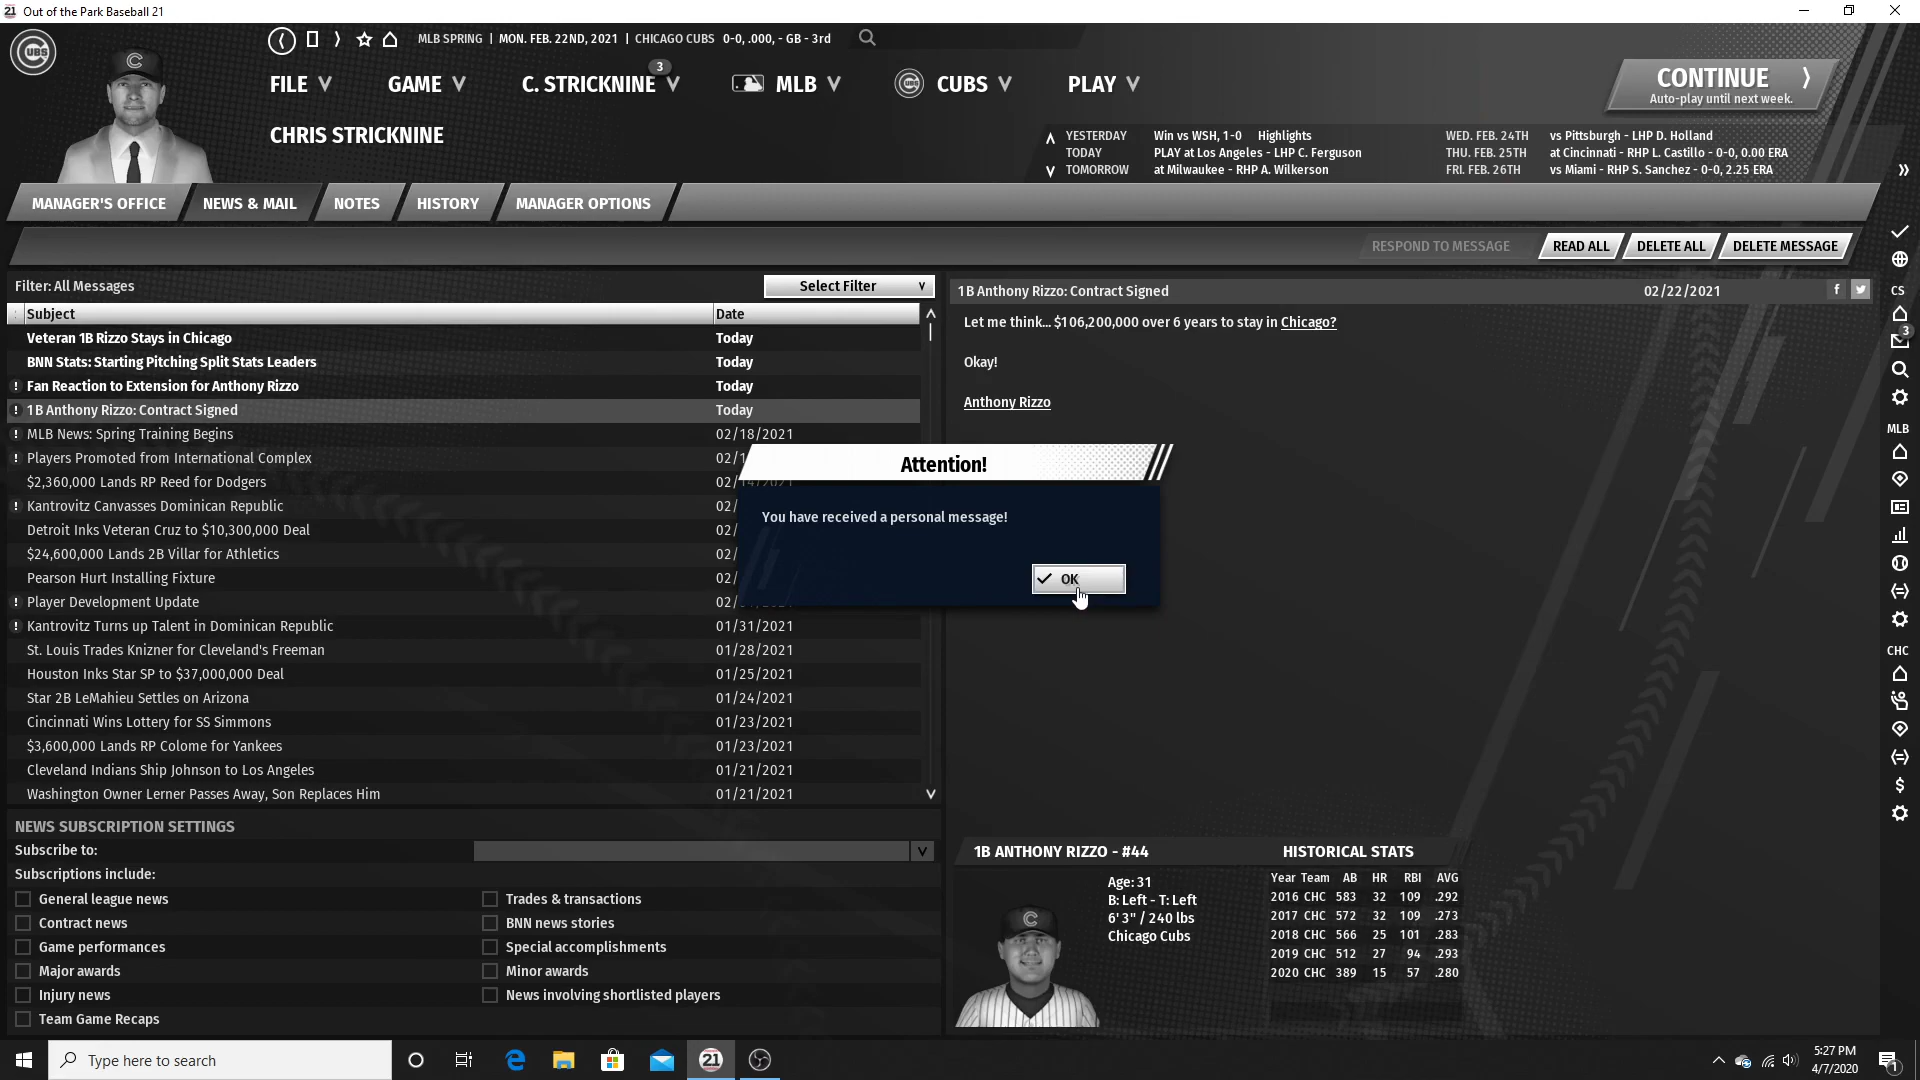 Out of the Park Baseball 21
MLB SPRING | MON. FEB. 22ND, 2021 | CHICAGO CUBS 0-0, .000, - GB - 3rd
FILE GAME C. STRICKNINE 3 MLB CUBS PLAY
CONTINUE
Auto-play until next week.
CHRIS STRICKNINE
YESTERDAY Win vs WSH, 1-0 Highlights WED. FEB. 24TH vs Pittsburgh - LHP D. Holland
TODAY PLAY at Los Angeles - LHP C. Ferguson THU. FEB. 25TH at Cincinnati - RHP L. Castillo - 0-0, 0.00 ERA
TOMORROW at Milwaukee - RHP A. Wilkerson FRI. FEB. 26TH vs Miami - RHP S. Sanchez - 0-0, 2.25 ERA
MANAGER'S OFFICE NEWS & MAIL NOTES HISTORY MANAGER OPTIONS
RESPOND TO MESSAGE READ ALL DELETE ALL DELETE MESSAGE
Filter: All Messages Select Filter
Subject Date
Veteran 1B Rizzo Stays in Chicago Today
BNN Stats: Starting Pitching Split Stats Leaders Today
! Fan Reaction to Extension for Anthony Rizzo Today
! 1B Anthony Rizzo: Contract Signed Today
! MLB News: Spring Training Begins 02/18/2021
! Players Promoted from International Complex 02/1
$2,360,000 Lands RP Reed for Dodgers 02/14/2021
! Kantrovitz Canvasses Dominican Republic 02/
Detroit Inks Veteran Cruz to $10,300,000 Deal 02/
$24,600,000 Lands 2B Villar for Athletics 02/
Pearson Hurt Installing Fixture 02/
! Player Development Update 02/
! Kantrovitz Turns up Talent in Dominican Republic 01/31/2021
St. Louis Trades Knizner for Cleveland's Freeman 01/28/2021
Houston Inks Star SP to $37,000,000 Deal 01/25/2021
Star 2B LeMahieu Settles on Arizona 01/24/2021
Cincinnati Wins Lottery for SS Simmons 01/23/2021
$3,600,000 Lands RP Colome for Yankees 01/23/2021
Cleveland Indians Ship Johnson to Los Angeles 01/21/2021
Washington Owner Lerner Passes Away, Son Replaces Him 01/21/2021
1B Anthony Rizzo: Contract Signed 02/22/2021
Let me think... $106,200,000 over 6 years to stay in Chicago?
Okay!
Anthony Rizzo
Attention!
You have received a personal message!
OK
NEWS SUBSCRIPTION SETTINGS
Subscribe to:
Subscriptions include:
General league news Trades & transactions
Contract news BNN news stories
Game performances Special accomplishments
Major awards Minor awards
Injury news News involving shortlisted players
Team Game Recaps
1B ANTHONY RIZZO - #44
Age: 31
B: Left - T: Left
6' 3" / 240 lbs
Chicago Cubs
HISTORICAL STATS
Year Team AB HR RBI AVG
2016 CHC 583 32 109 .292
2017 CHC 572 32 109 .273
2018 CHC 566 25 101 .283
2019 CHC 512 27 94 .293
2020 CHC 389 15 57 .280
CS
3
MLB
CHC
$
Type here to search
21
5:27 PM
4/7/2020
1